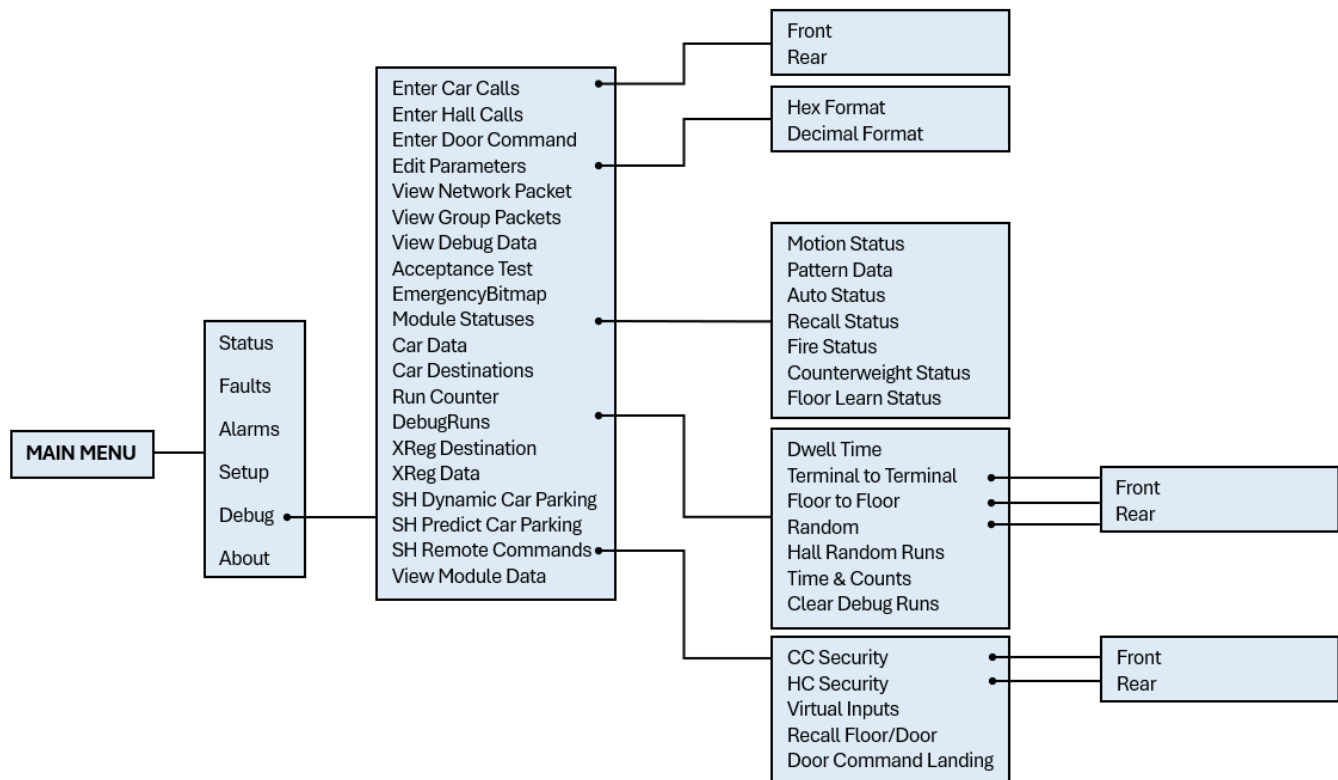 MAIN MENU
Status
Faults
Alarms
Setup
Debug
About
Enter Car Calls
Enter Hall Calls
Enter Door Command
Edit Parameters
View Network Packet
View Group Packets
View Debug Data
Acceptance Test
EmergencyBitmap
Module Statuses
Car Data
Car Destinations
Run Counter
DebugRuns
XReg Destination
XReg Data
SH Dynamic Car Parking
SH Predict Car Parking
SH Remote Commands
View Module Data
Front
Rear
Hex Format
Decimal Format
Motion Status
Pattern Data
Auto Status
Recall Status
Fire Status
Counterweight Status
Floor Learn Status
Dwell Time
Terminal to Terminal
Floor to Floor
Random
Hall Random Runs
Time & Counts
Clear Debug Runs
Front
Rear
CC Security
HC Security
Virtual Inputs
Recall Floor/Door
Door Command Landing
Front
Rear